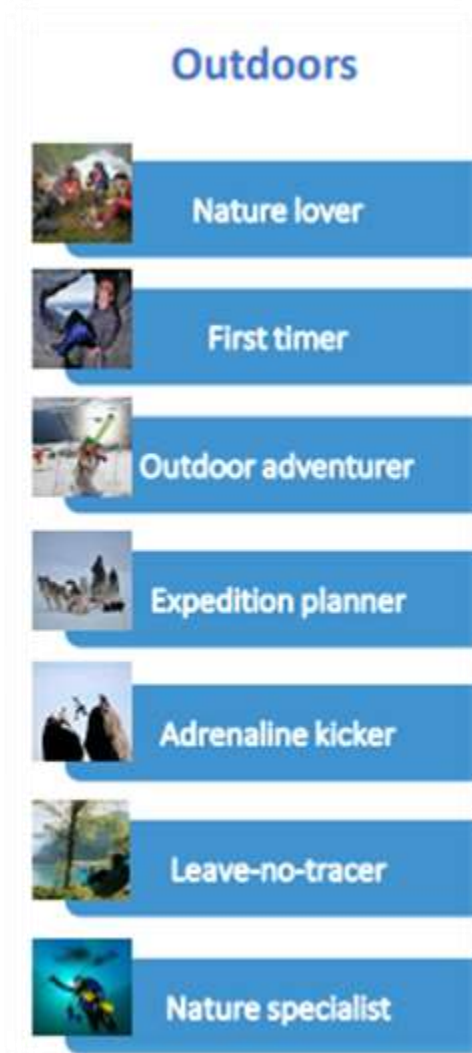 Outdoors
Nature lover
First timer
Outdoor adventurer
Expedition planner
Adrenaline kicker
Leave-no-tracer
Nature specialist